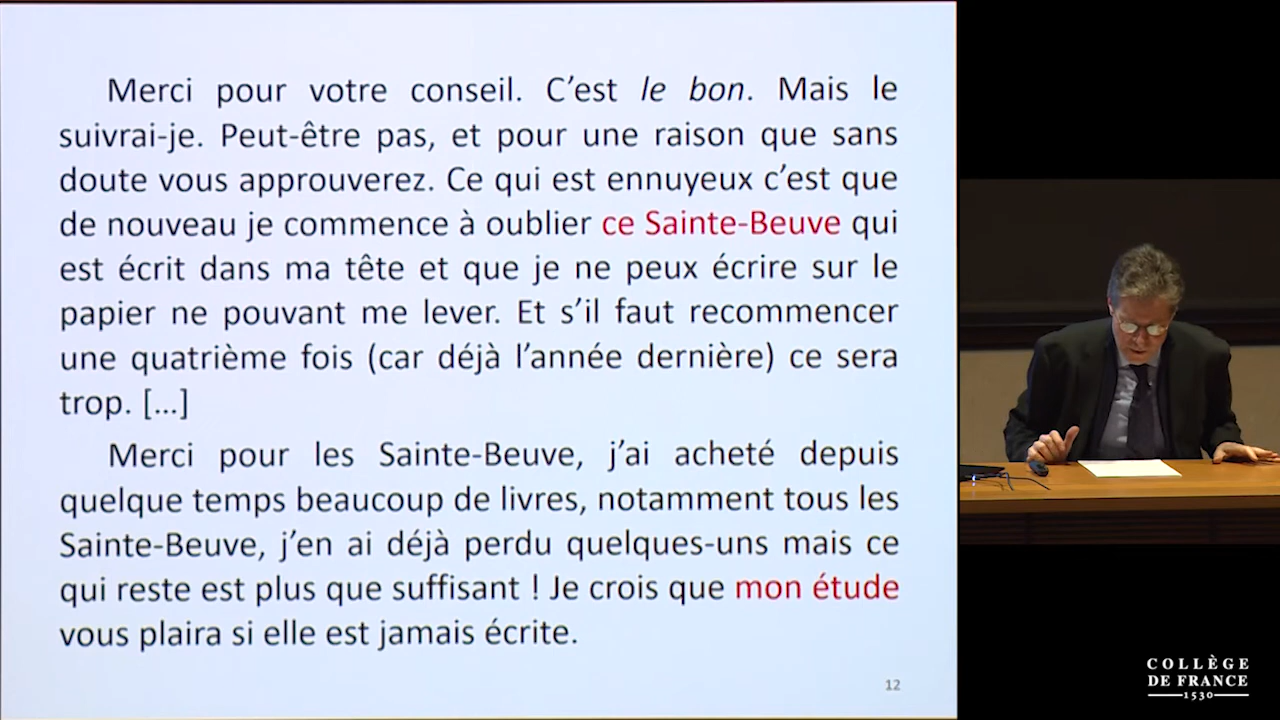 Merci pour votre conseil. C’est le bon. Mais le
suivrai-je. Peut-être pas, et pour une raison que sans
doute vous approuverez. Ce qui est ennuyeux c’est que
de nouveau je commence à oublier ce Sainte-Beuve qui
est écrit dans ma tête et que je ne peux écrire sur le
papier ne pouvant me lever. Et s’il faut recommencer
une quatrième fois (car déjà l’année dernière) ce sera
trop. […]
Merci pour les Sainte-Beuve, j’ai acheté depuis
quelque temps beaucoup de livres, notamment tous les
Sainte-Beuve, j’en ai déjà perdu quelques-uns mais ce
qui reste est plus que suffisant ! Je crois que mon étude
vous plaira si elle est jamais écrite.
12
COLLÈGE
DE FRANCE
1530